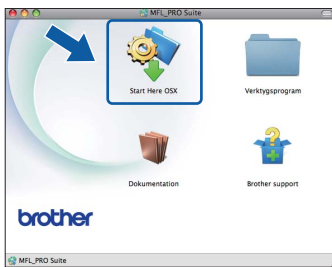 MFL_PRO Suite
Start Here OSX
Verktygsprogram
Dokumentation
Brother support
brother
MFL_PRO Suite